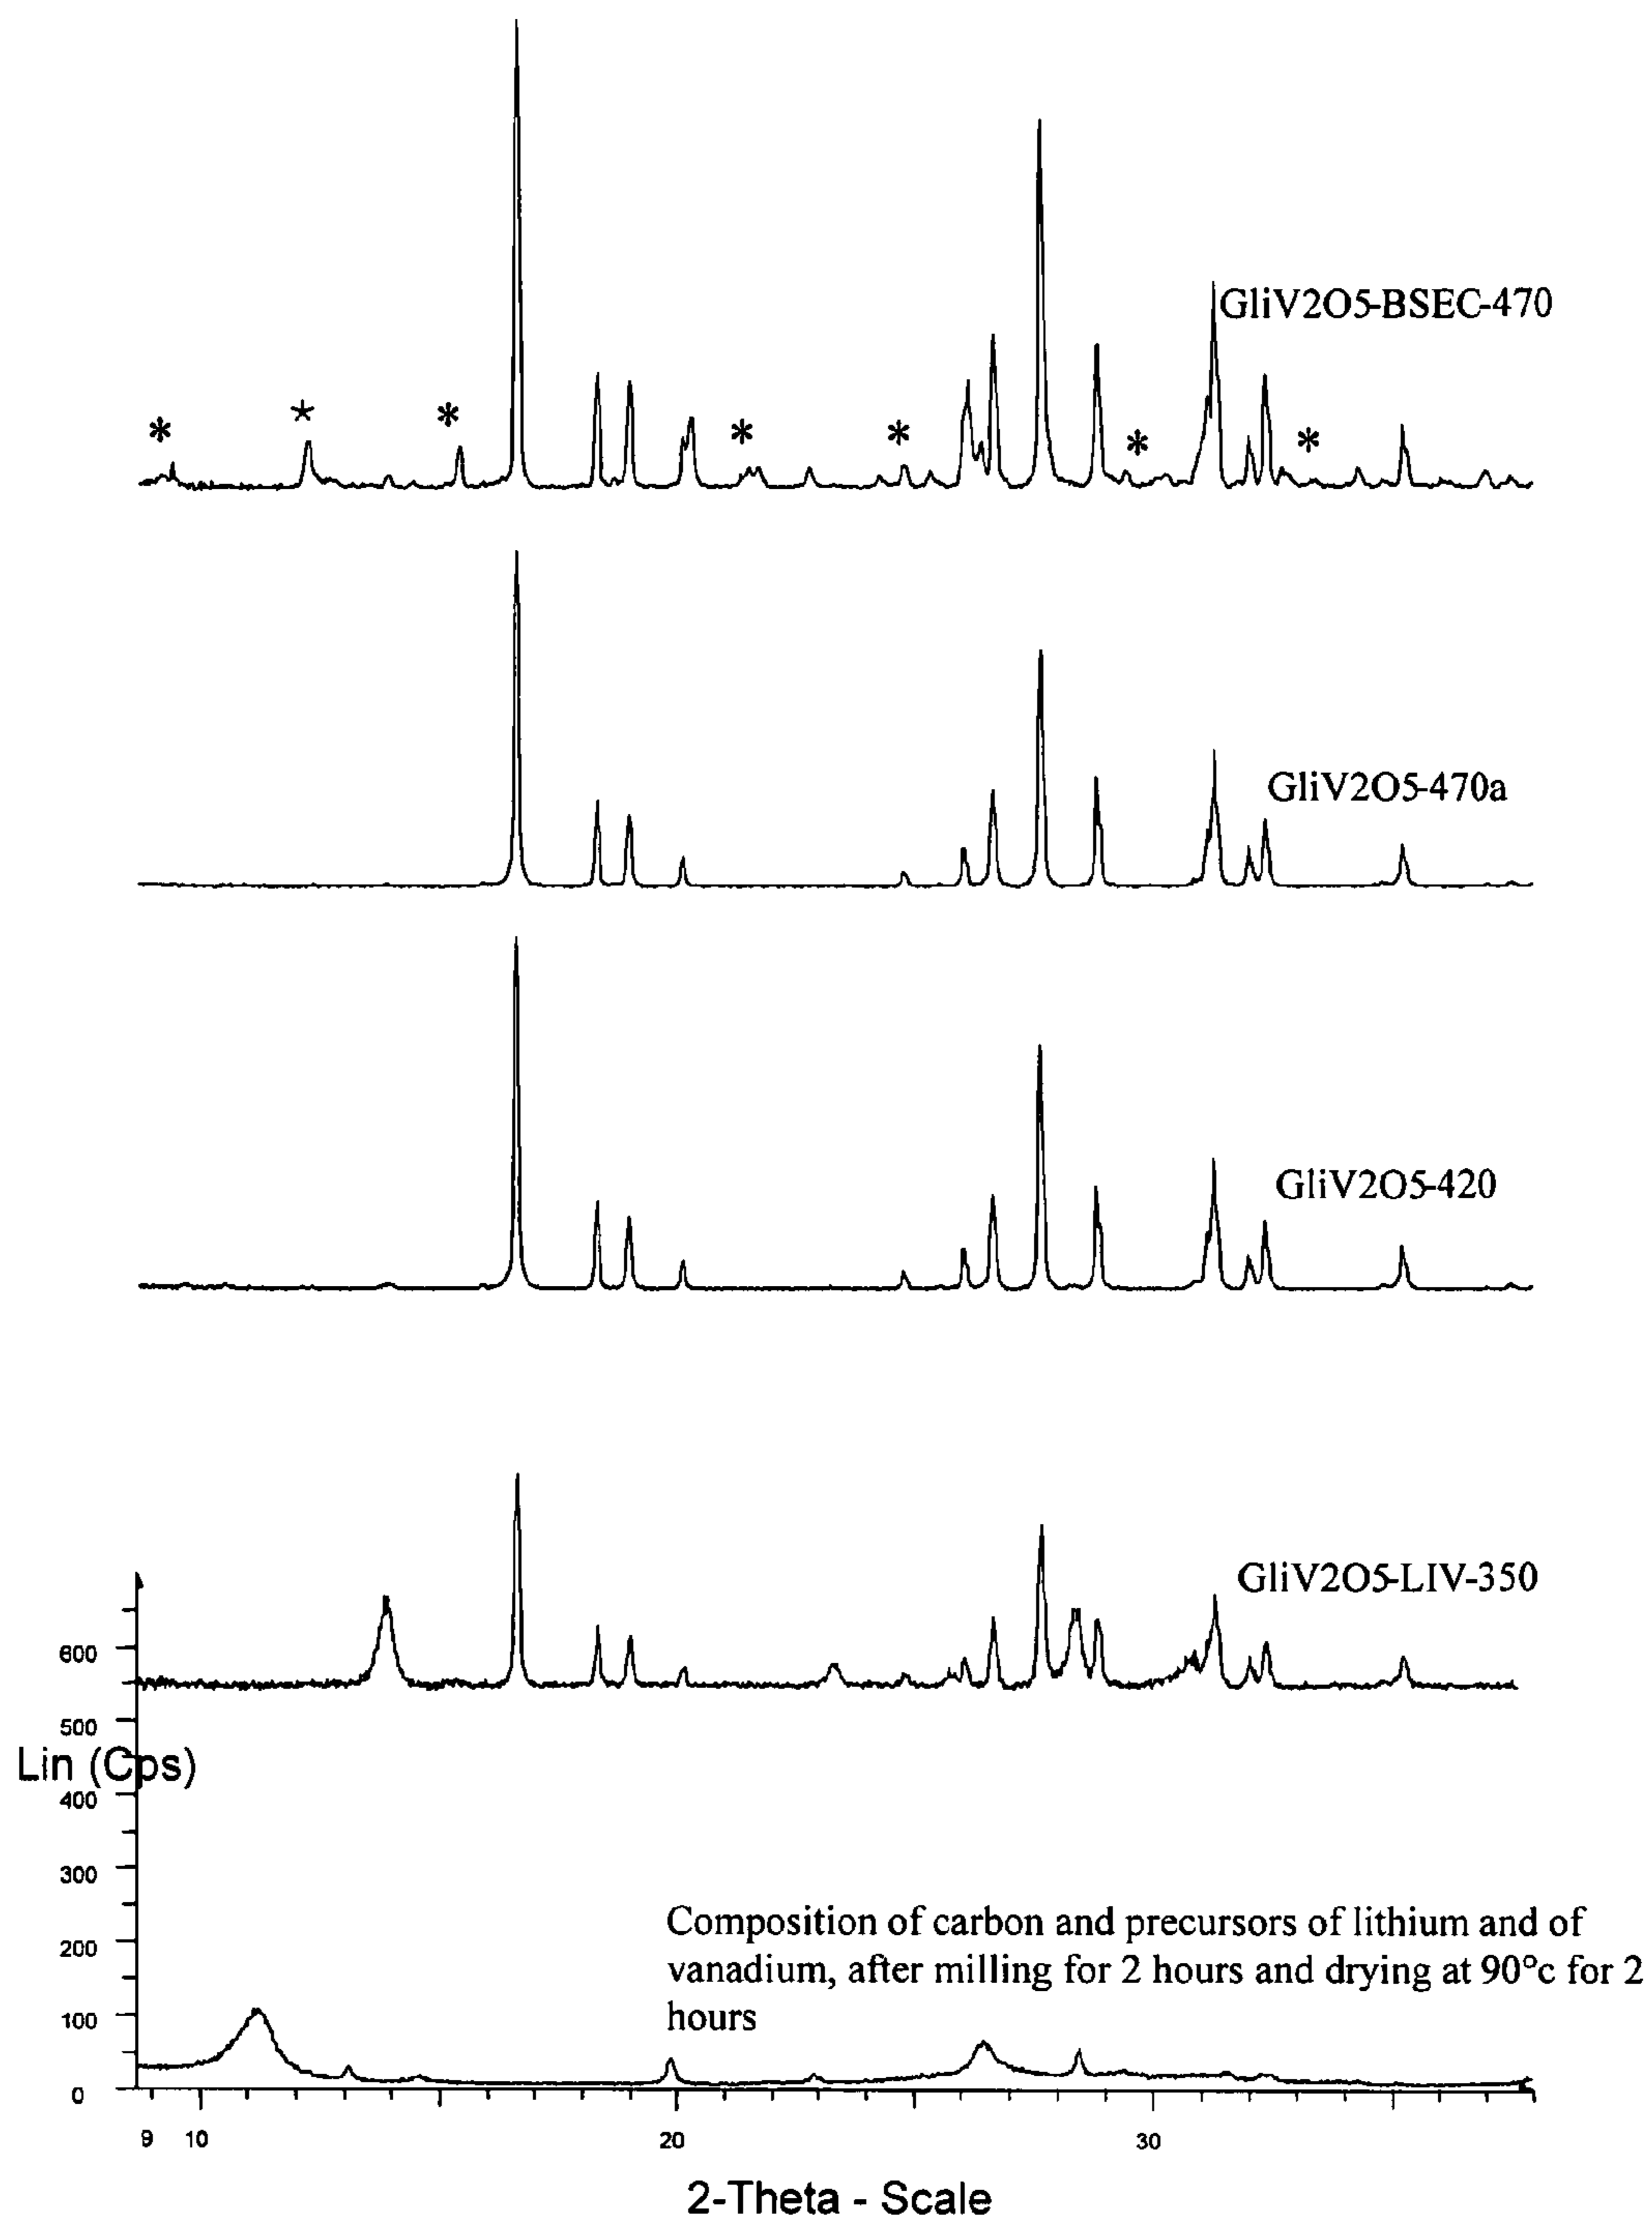 GliV2O5-BSEC-470
* * * * * * *
GliV2O5-470a
GliV2O5-420
GliV2O5-LIV-350
600
500
Lin (Cps)
400
300
Composition of carbon and precursors of lithium and of
200
vanadium, after milling for 2 hours and drying at 90°c for 2
hours
100
0
9 10 20 30
2-Theta - Scale